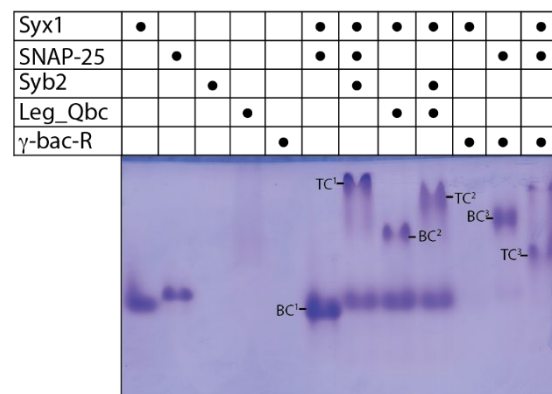 Syx1
SNAP-25
Syb2
Leg_Qbc
γ-bac-R
TC¹
TC²
BC³
BC²
TC³
BC¹